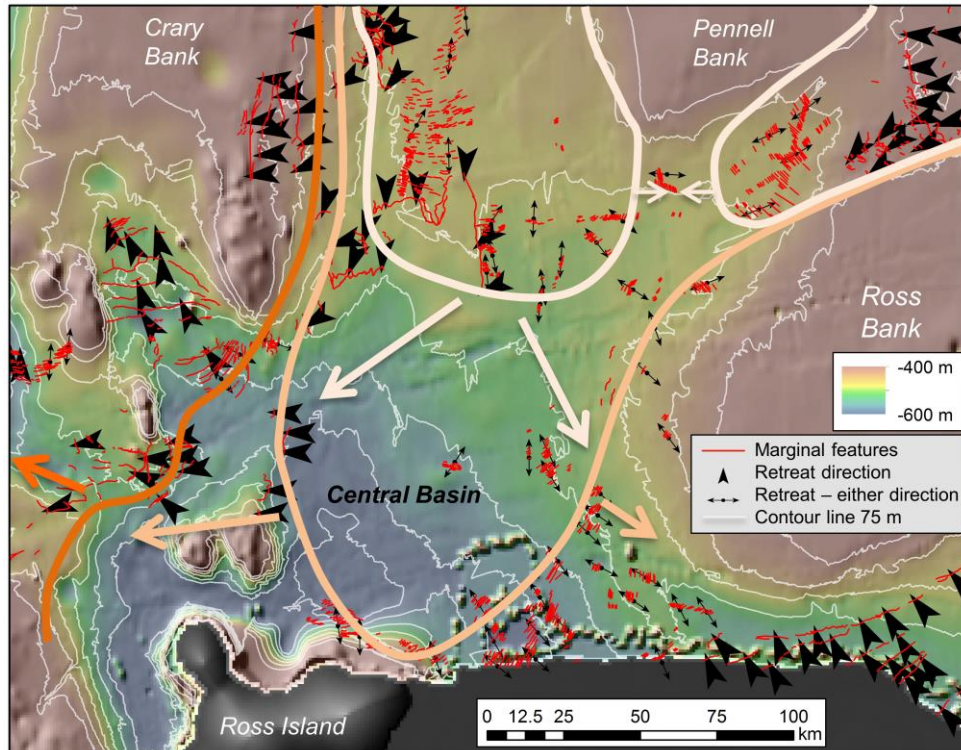 Crary
Bank
Pennell
Bank
Ross
Bank
-400 m
-600 m
Marginal features
Retreat direction
Retreat – either direction
Contour line 75 m
Central Basin
Ross Island
0 12.5 25 50 75 100
km